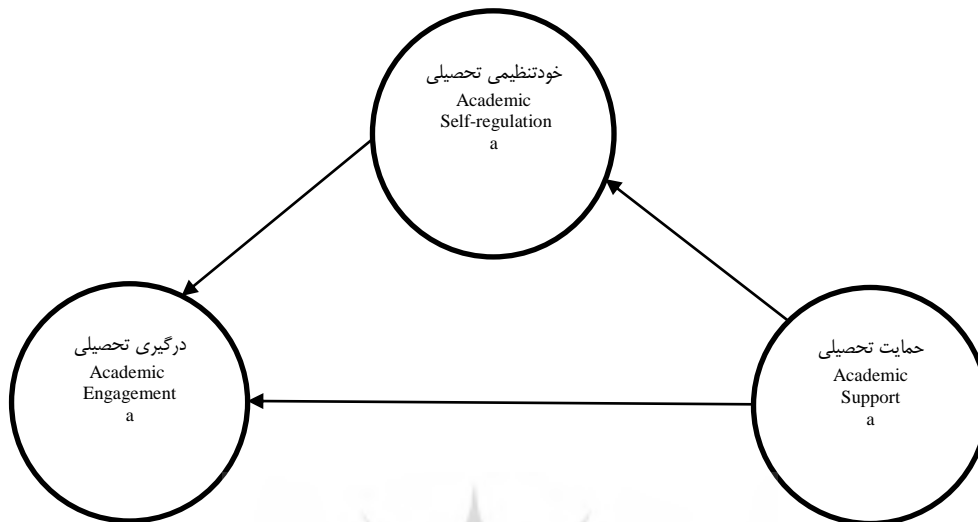 خودتنظیمی تحصیلی
Academic
Self-regulation
a
درگیری تحصیلی
Academic
Engagement
a
حمایت تحصیلی
Academic
Support
a